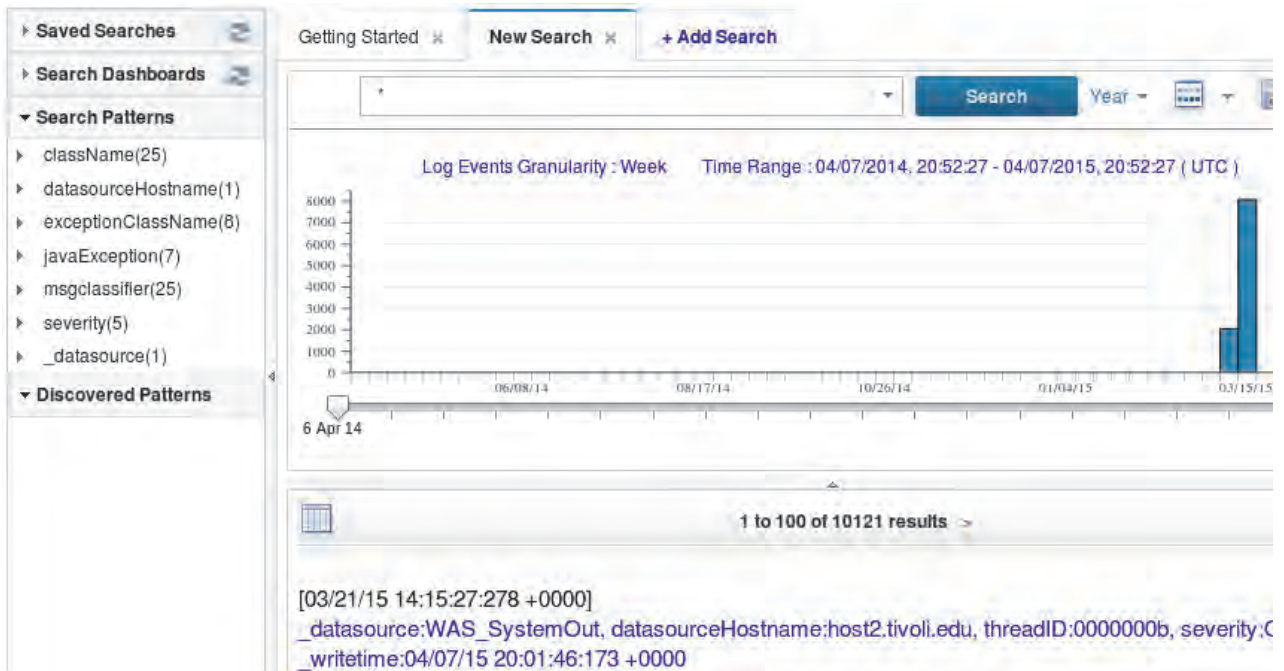 Saved Searches
Search Dashboards
Search Patterns
className(25)
datasourceHostname(1)
exceptionClassName(8)
javaException(7)
msgclassifier(25)
severity(5)
_datasource(1)
Discovered Patterns
Getting Started
New Search
+ Add Search
*
Search
Year
Log Events Granularity : Week Time Range : 04/07/2014, 20:52:27 - 04/07/2015, 20:52:27 ( UTC )
8000
7000
6000
5000
4000
3000
2000
1000
0
06/08/14 08/17/14 10/26/14 01/04/15 03/15/15
6 Apr 14
1 to 100 of 10121 results >
[03/21/15 14:15:27:278 +0000]
_datasource:WAS_SystemOut, datasourceHostname:host2.tivoli.edu, threadID:0000000b, severity:
_writetime:04/07/15 20:01:46:173 +0000